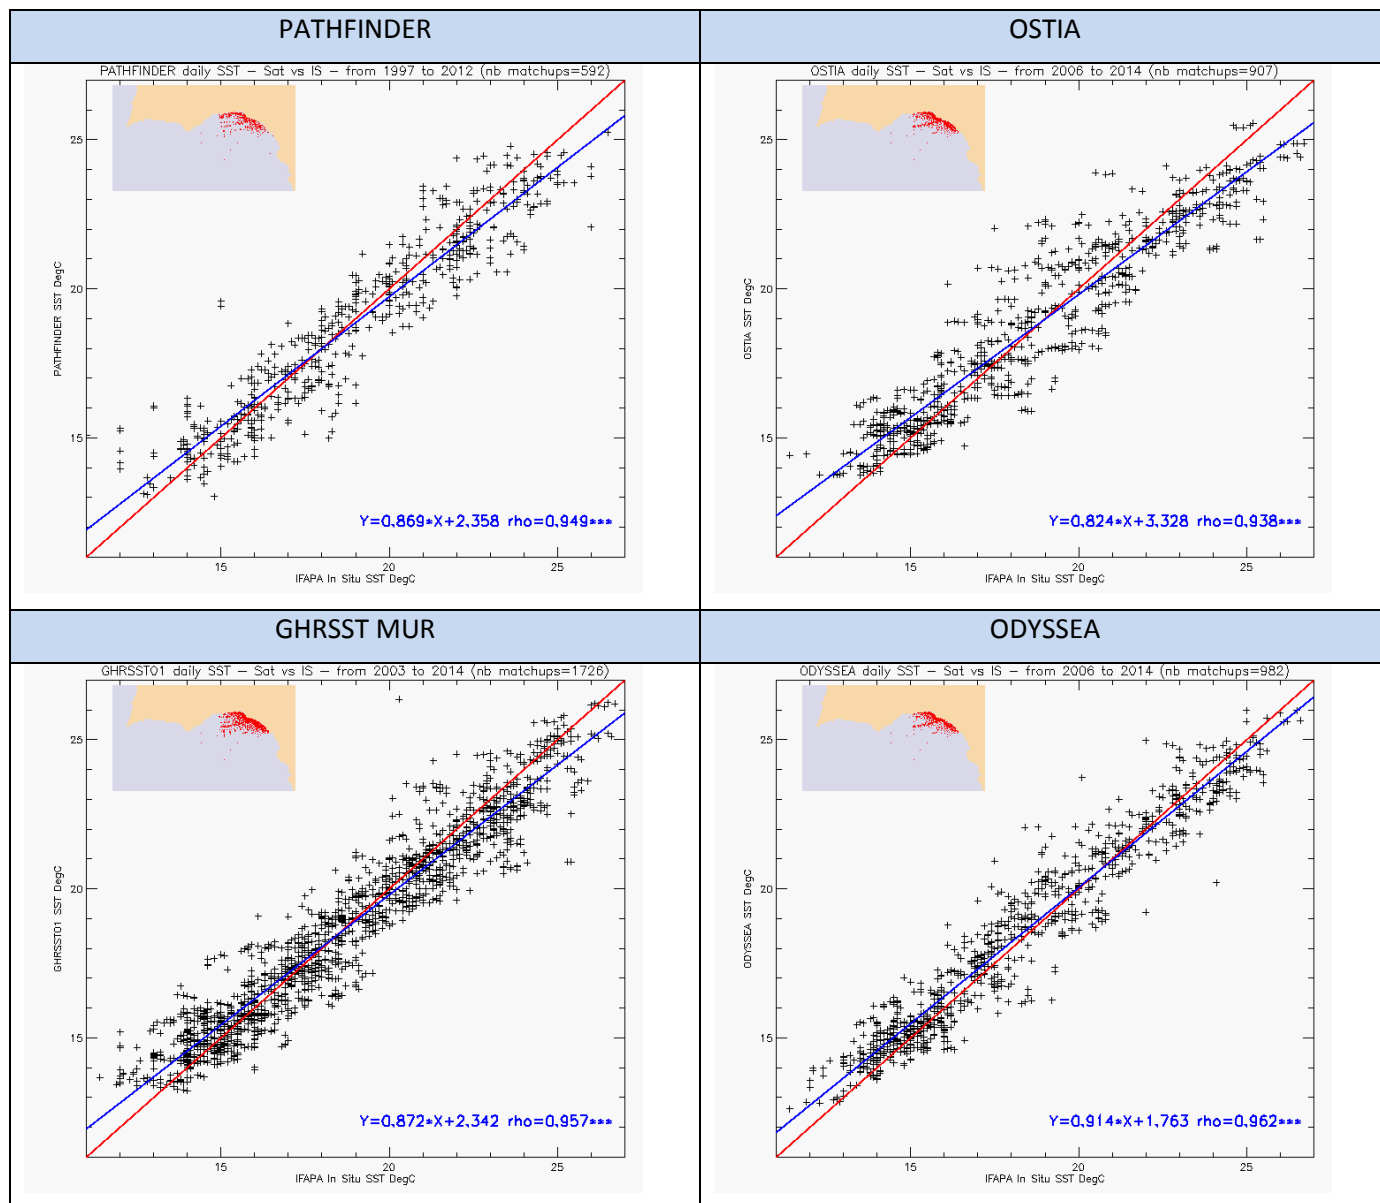 PATHFINDER
OSTIA
PATHFINDER daily SST – Sat vs IS – from 1997 to 2012 (nb matchups=592)
25
20
15
PATHFINDER SST DegC
Y=0.869*X+2.358 rho=0.949***
15 20 25
IFAPA In Situ SST DegC
OSTIA daily SST – Sat vs IS – from 2006 to 2014 (nb matchups=907)
25
20
15
OSTIA SST DegC
Y=0.824*X+3.328 rho=0.938***
15 20 25
IFAPA In Situ SST DegC
GHRSST MUR
ODYSSEA
GHRSST01 daily SST – Sat vs IS – from 2003 to 2014 (nb matchups=1726)
25
20
15
GHRSST01 SST DegC
Y=0.872*X+2.342 rho=0.957***
15 20 25
IFAPA In Situ SST DegC
ODYSSEA daily SST – Sat vs IS – from 2006 to 2014 (nb matchups=982)
25
20
15
ODYSSEA SST DegC
Y=0.914*X+1.763 rho=0.962***
15 20 25
IFAPA In Situ SST DegC